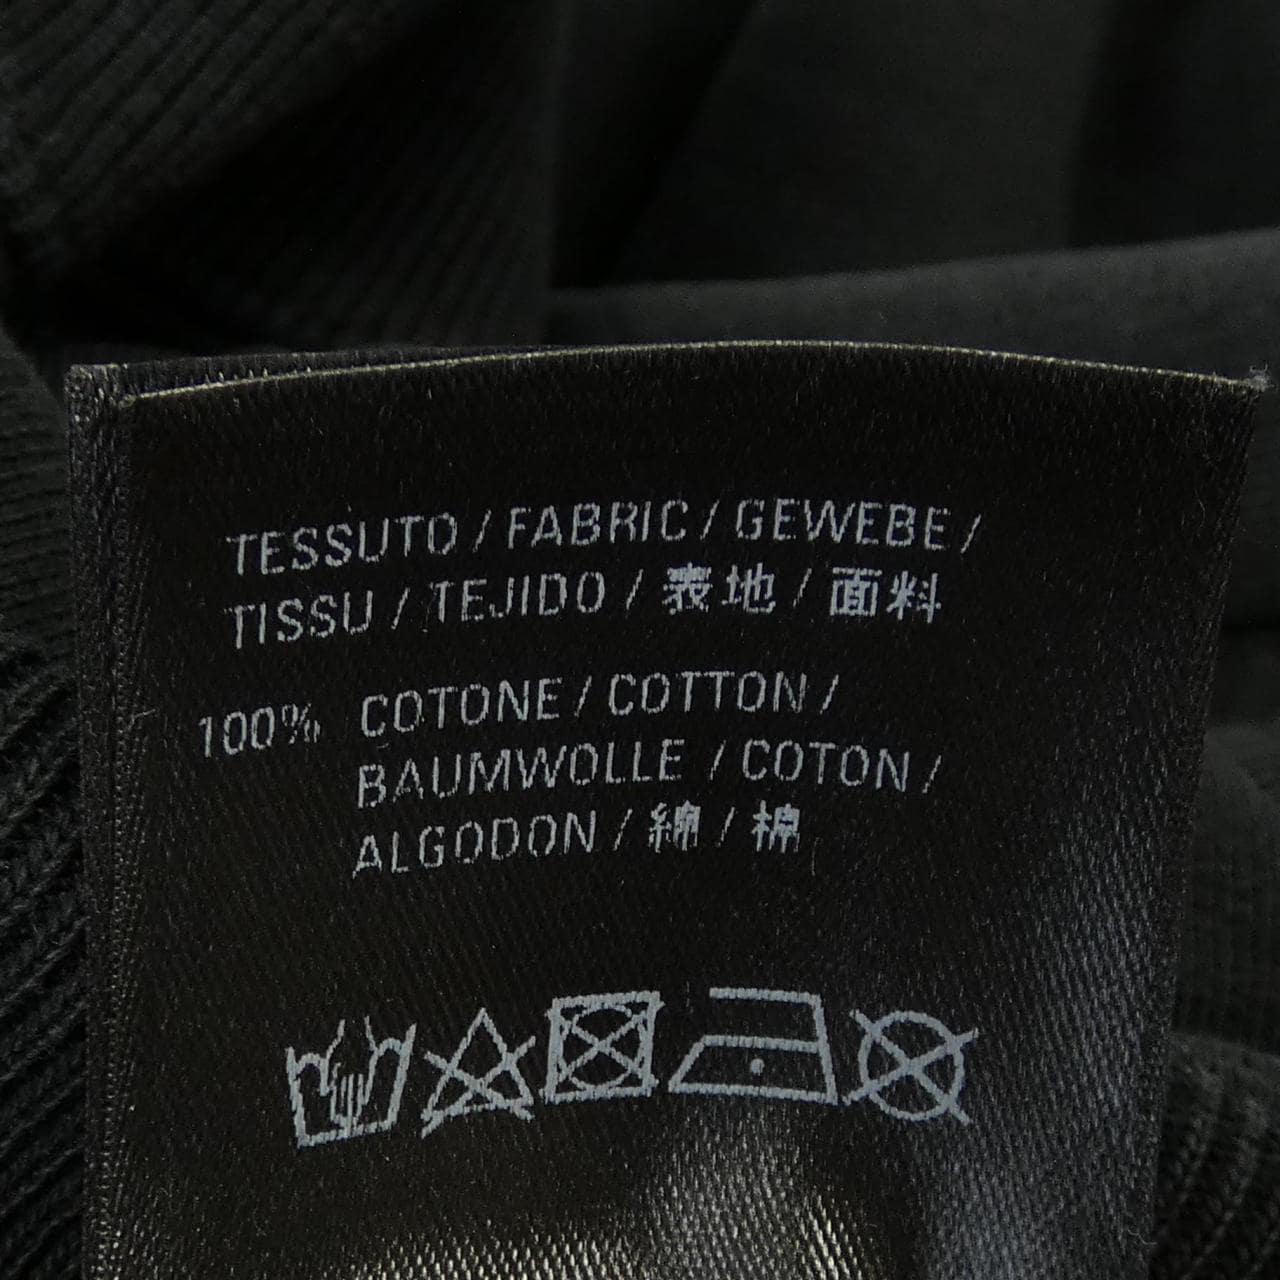 TESSUTO / FABRIC / GEWEBE /
TISSU / TEJIDO / 表地 / 面料
100% COTONE / COTTON /
BAUMWOLLE / COTON /
ALGODON / 綿 / 棉